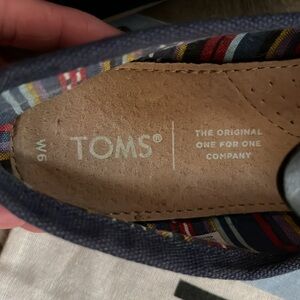 W6
TOMS®
THE ORIGINAL
ONE FOR ONE
COMPANY